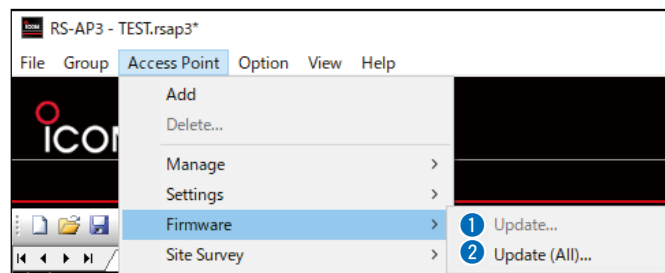 ICOM RS-AP3 - TEST.rsap3*
File Group Access Point Option View Help
Add
ICO
Delete...
Manage >
Settings >
Firmware > 1 Update...
Site Survey > 2 Update (All)...